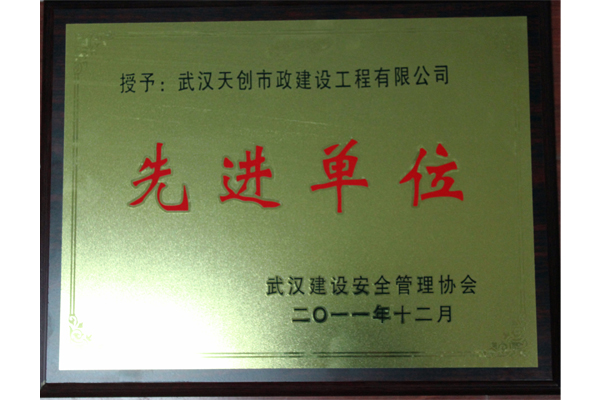 授予：武汉天创市政建设工程有限公司
先进单位
武汉建设安全管理协会
二〇一一年十二月